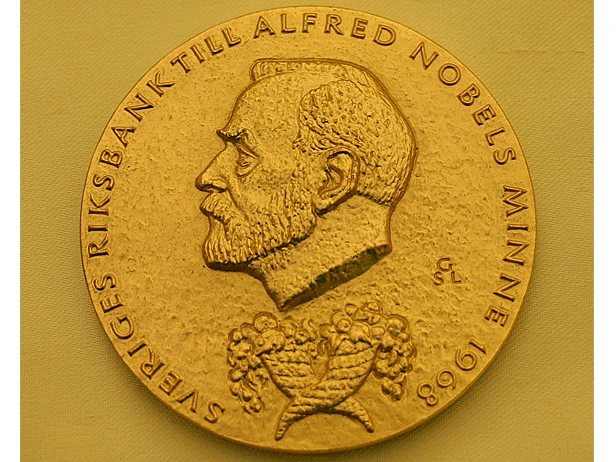 SVERIGES RIKSBANK TILL ALFRED NOBELS MINNE 1968
G
SL